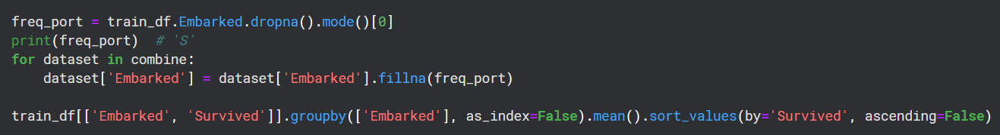 freq_port = train_df.Embarked.dropna().mode()[0]
print(freq_port)  # 'S'
for dataset in combine:
    dataset['Embarked'] = dataset['Embarked'].fillna(freq_port)

train_df[['Embarked', 'Survived']].groupby(['Embarked'], as_index=False).mean().sort_values(by='Survived', ascending=False)